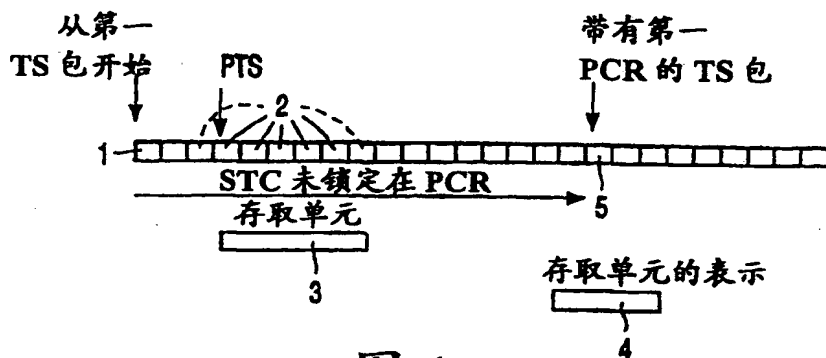 从第一
TS 包开始
PTS
带有第一
PCR 的 TS 包
2
1
STC 未锁定在 PCR
5
存取单元
3
存取单元的表示
4